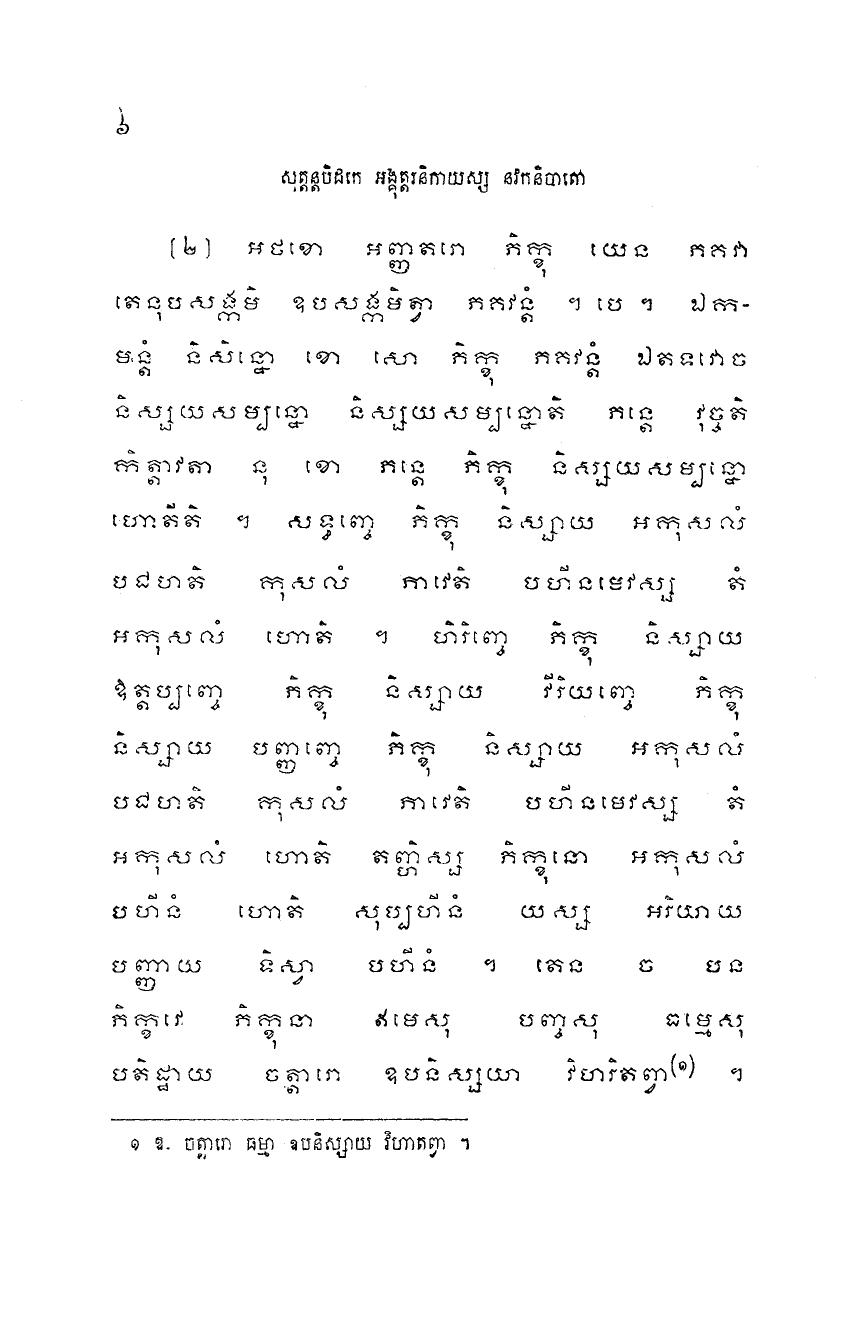 ៦
សុត្តន្តបិដកេ អង្គុត្តរនិកាយស្ស នវកនិបាតោ
[២] អថខោ អញ្ញតរោ ភិក្ខុ យេន ភគវា
តេនុបសង្កមិ ឧបសង្កមិត្វា ភគវន្តំ ។ បេ ។ ឯក-
មន្តំ និសិន្នោ ខោ សោ ភិក្ខុ ភគវន្តំ ឯតទវោច
និស្សយសម្បន្នោ និស្សយសម្បន្នោតិ ភន្តេ វុច្ចតិ
កិត្តាវតា នុ ខោ ភន្តេ ភិក្ខុ និស្សយសម្បន្នោ
ហោតីតិ ។ សទ្ធញ្ចេ ភិក្ខុ និស្សាយ អកុសលំ
បជហតិ កុសលំ ភាវេតិ បហីនមេវស្ស តំ
អកុសលំ ហោតិ ។ ហិរិញ្ចេ ភិក្ខុ និស្សាយ
ឱត្តប្បញ្ចេ ភិក្ខុ និស្សាយ វីរិយញ្ចេ ភិក្ខុ
និស្សាយ បញ្ញញ្ចេ ភិក្ខុ និស្សាយ អកុសលំ
បជហតិ កុសលំ ភាវេតិ បហីនមេវស្ស តំ
អកុសលំ ហោតិ តញ្ហិស្ស ភិក្ខុនោ អកុសលំ
បហីនំ ហោតិ សុប្បហីនំ យស្ស អរិយាយ
បញ្ញាយ ទិស្វា បហីនំ ។ តេន ច បន
ភិក្ខវេ ភិក្ខុនា ឥមេសុ បញ្ចសុ ធម្មេសុ
បតិដ្ឋាយ ចត្តារោ ឧបនិស្សយា វិហរិតព្វា(១) ។
១ ឱ. ចត្តារោ ធម្មា ឧបនិស្សាយ វិហាតព្វា ។